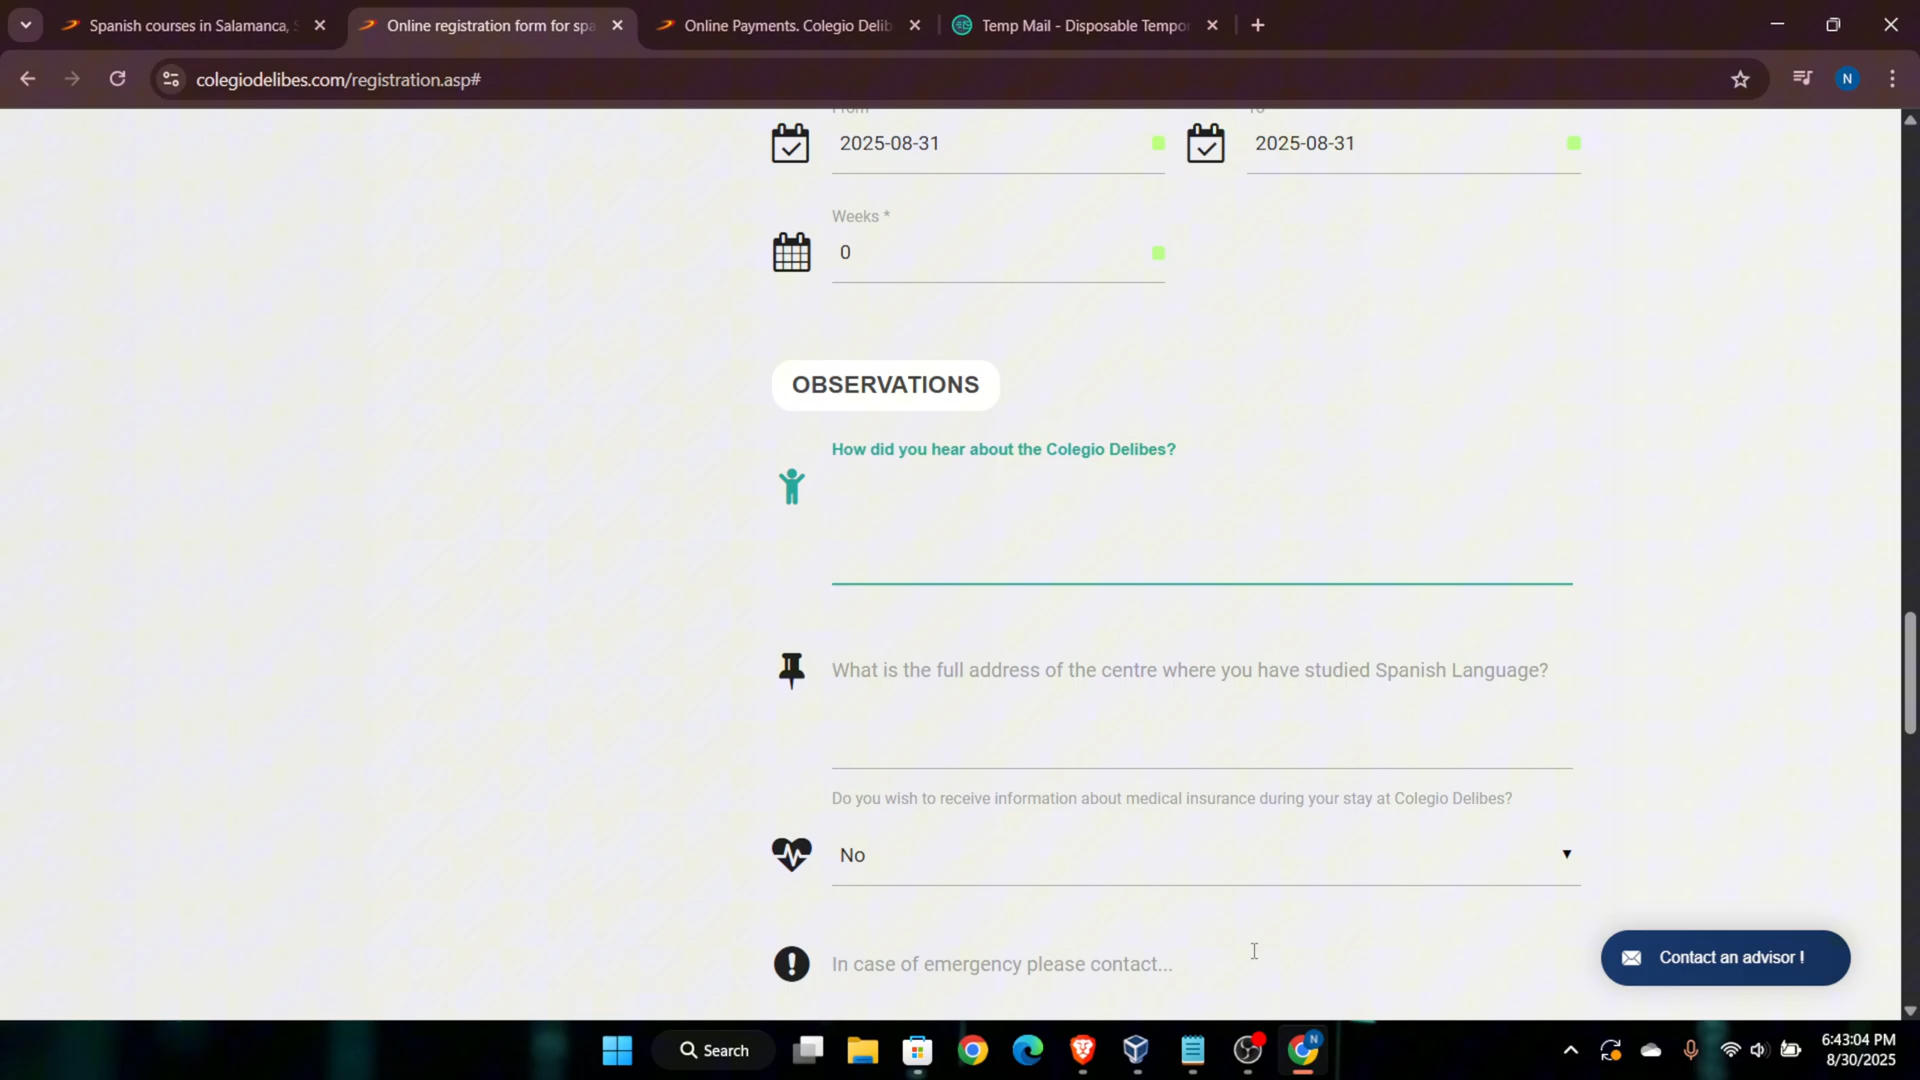 Spanish courses in Salamanca,
Online registration form for spa
Online Payments. Colegio Delib
Temp Mail - Disposable Tempor
colegiodelibes.com/registration.asp#
N
From
To
2025-08-31
2025-08-31
Weeks *
0
OBSERVATIONS
How did you hear about the Colegio Delibes?
What is the full address of the centre where you have studied Spanish Language?
Do you wish to receive information about medical insurance during your stay at Colegio Delibes?
No
In case of emergency please contact...
Contact an advisor !
Search
N
6:43:04 PM
8/30/2025